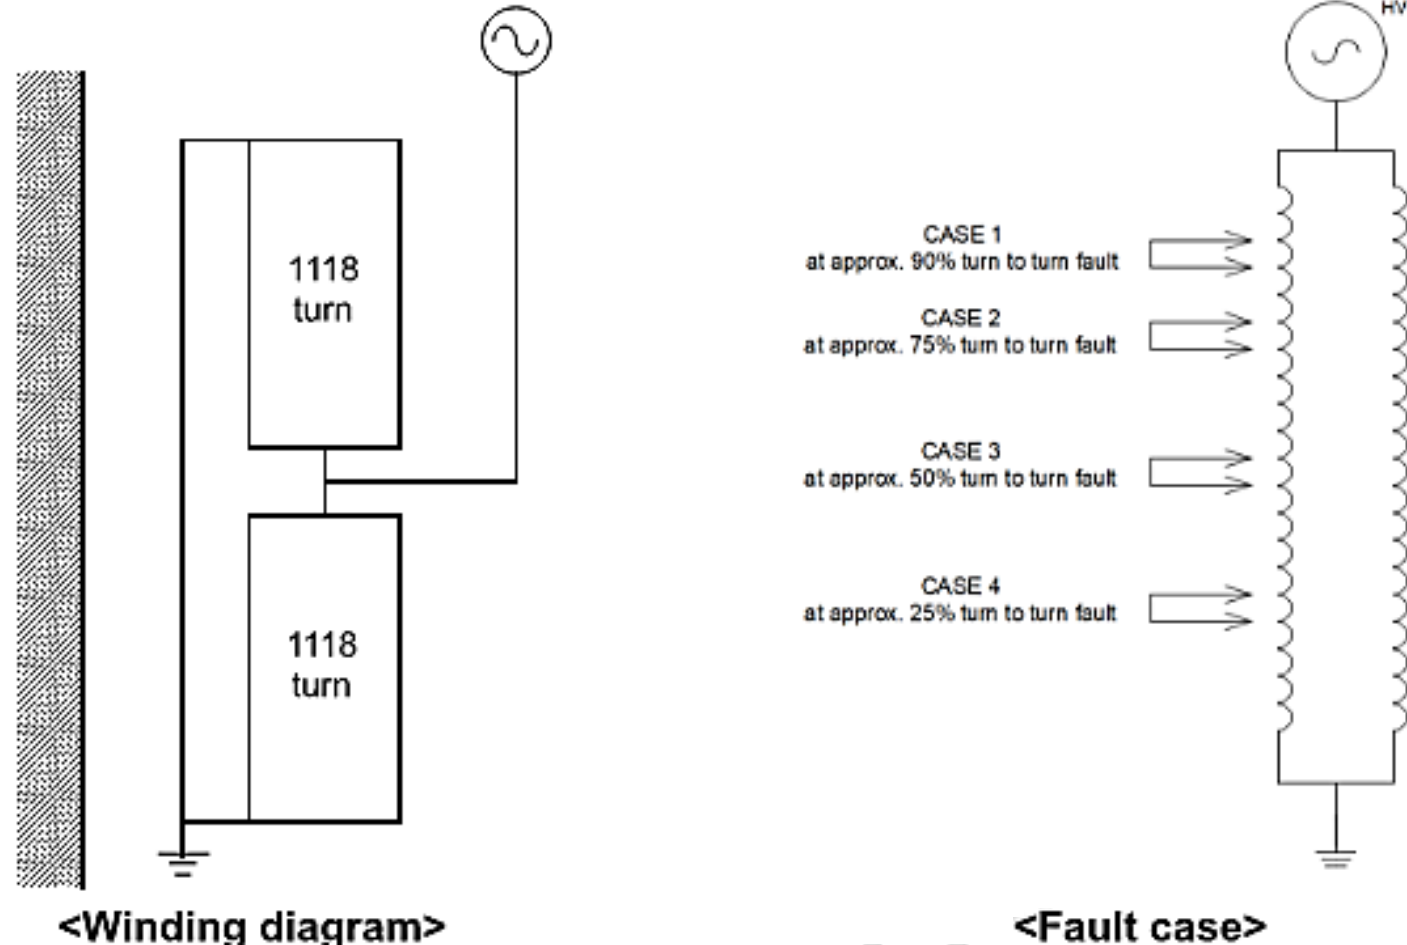 HV
1118
turn
1118
turn
<Winding diagram>
CASE 1
at approx. 90% turn to turn fault
CASE 2
at approx. 75% turn to turn fault
CASE 3
at approx. 50% turn to turn fault
CASE 4
at approx. 25% turn to turn fault
<Fault case>